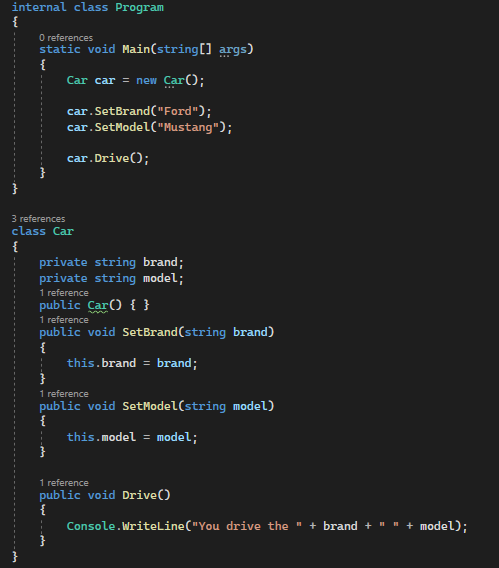 internal class Program
{
0 references
static void Main(string[] args)
{
Car car = new Car();
car.SetBrand("Ford");
car.SetModel("Mustang");
car.Drive();
}
}
3 references
class Car
{
private string brand;
private string model;
1 reference
public Car() { }
1 reference
public void SetBrand(string brand)
{
this.brand = brand;
}
1 reference
public void SetModel(string model)
{
this.model = model;
}
1 reference
public void Drive()
{
Console.WriteLine("You drive the " + brand + " " + model);
}
}